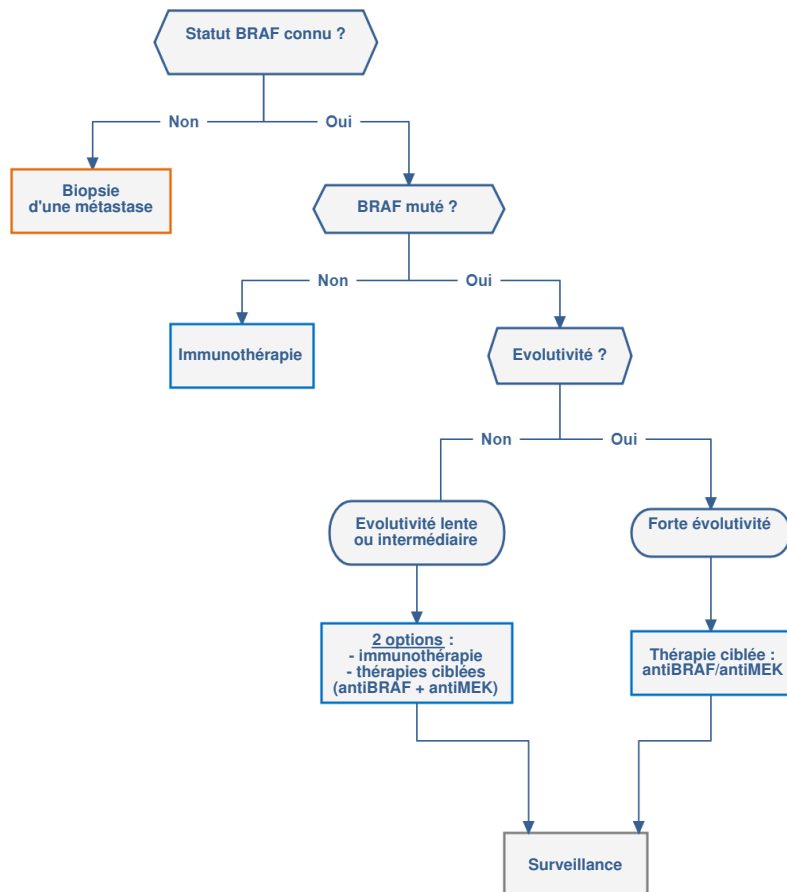 Statut BRAF connu ?
Non
Oui
Biopsie
d'une métastase
BRAF muté ?
Non
Oui
Immunothérapie
Evolutivité ?
Non
Oui
Evolutivité lente
ou intermédiaire
Forte évolutivité
2 options :
- immunothérapie
- thérapies ciblées
(antiBRAF + antiMEK)
Thérapie ciblée :
antiBRAF/antiMEK
Surveillance